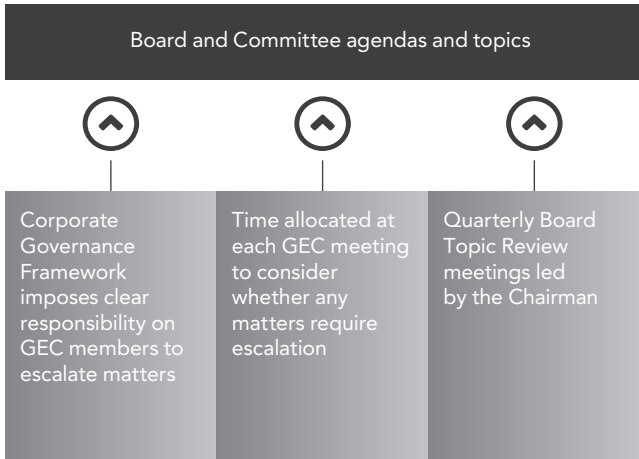 Board and Committee agendas and topics
Corporate
Governance
Framework
imposes clear
responsibility on
GEC members to
escalate matters
Time allocated at
each GEC meeting
to consider
whether any
matters require
escalation
Quarterly Board
Topic Review
meetings led
by the Chairman